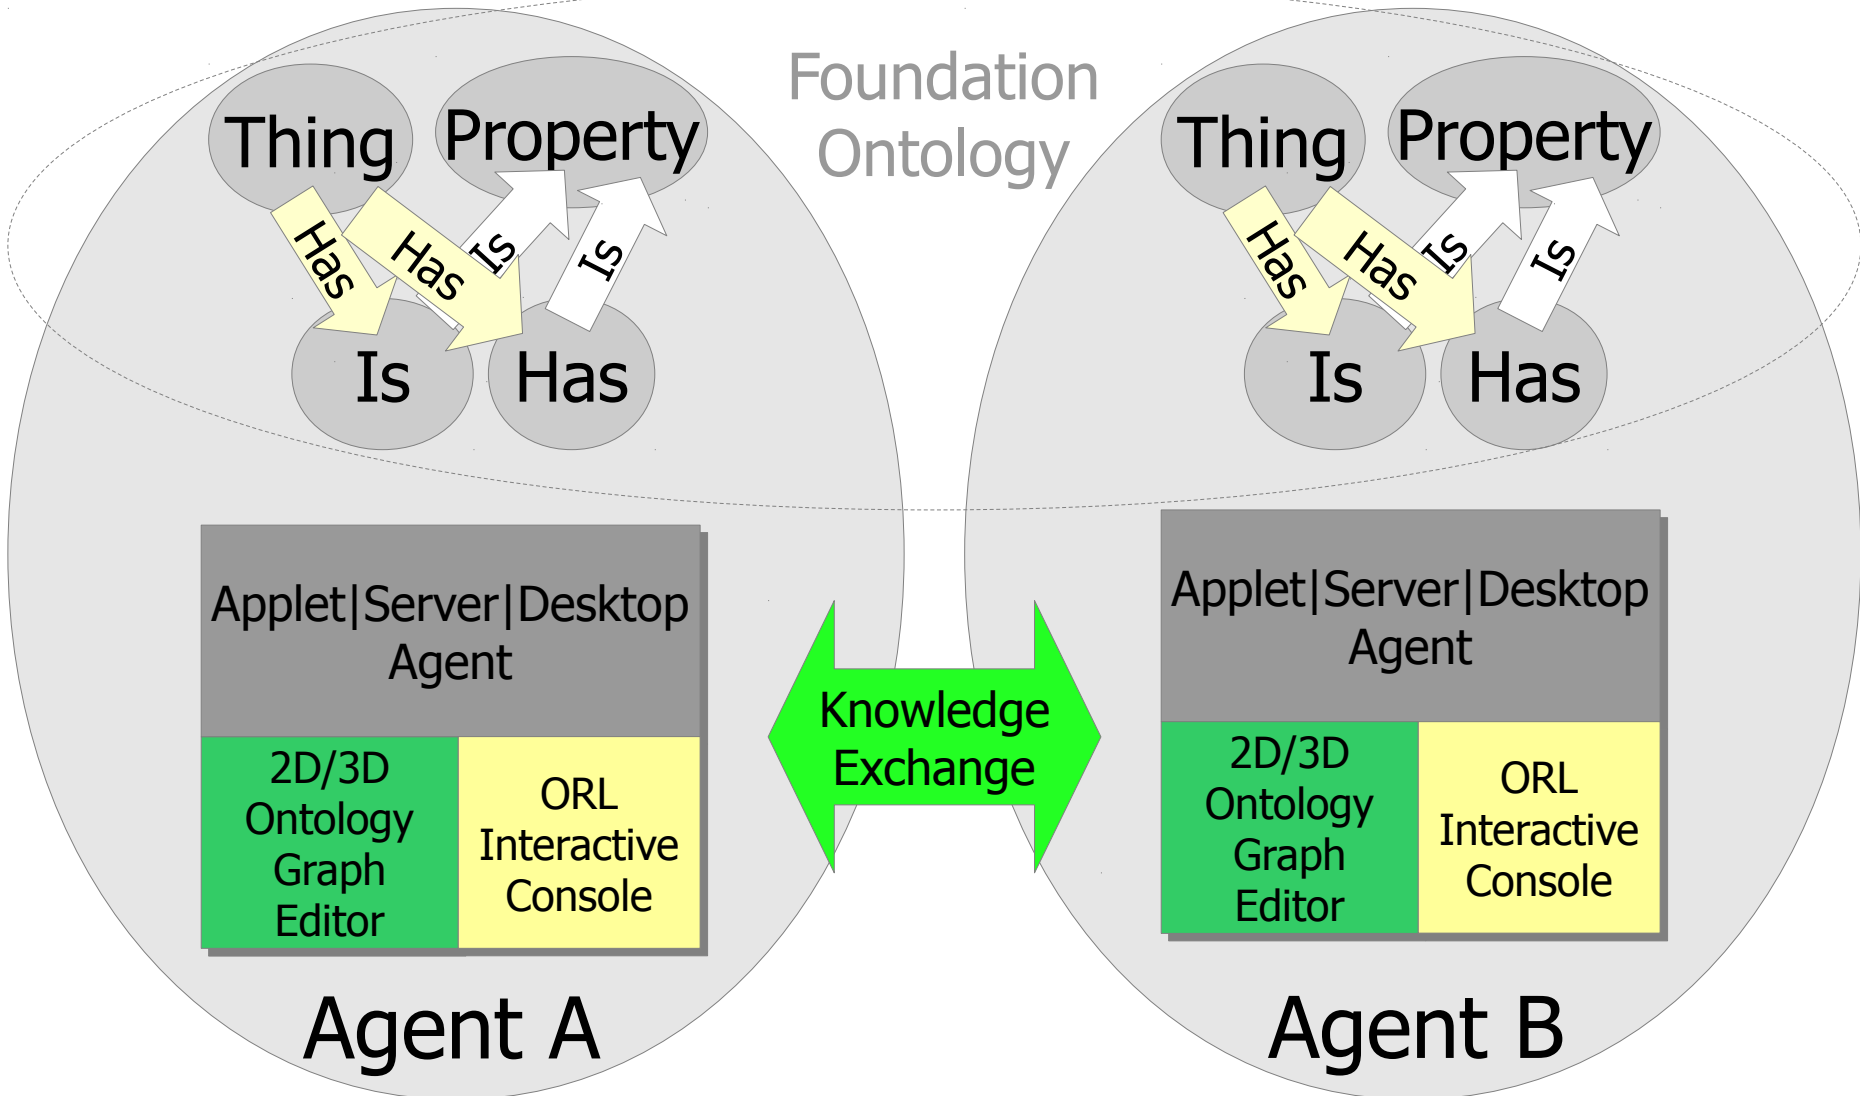 Foundation
Ontology
Thing
Property
Has
Has
Is
Is
Is
Has
Thing
Property
Has
Has
Is
Is
Is
Has
Applet|Server|Desktop
Agent
2D/3D
Ontology
Graph
Editor
ORL
Interactive
Console
Agent A
Knowledge
Exchange
Applet|Server|Desktop
Agent
2D/3D
Ontology
Graph
Editor
ORL
Interactive
Console
Agent B